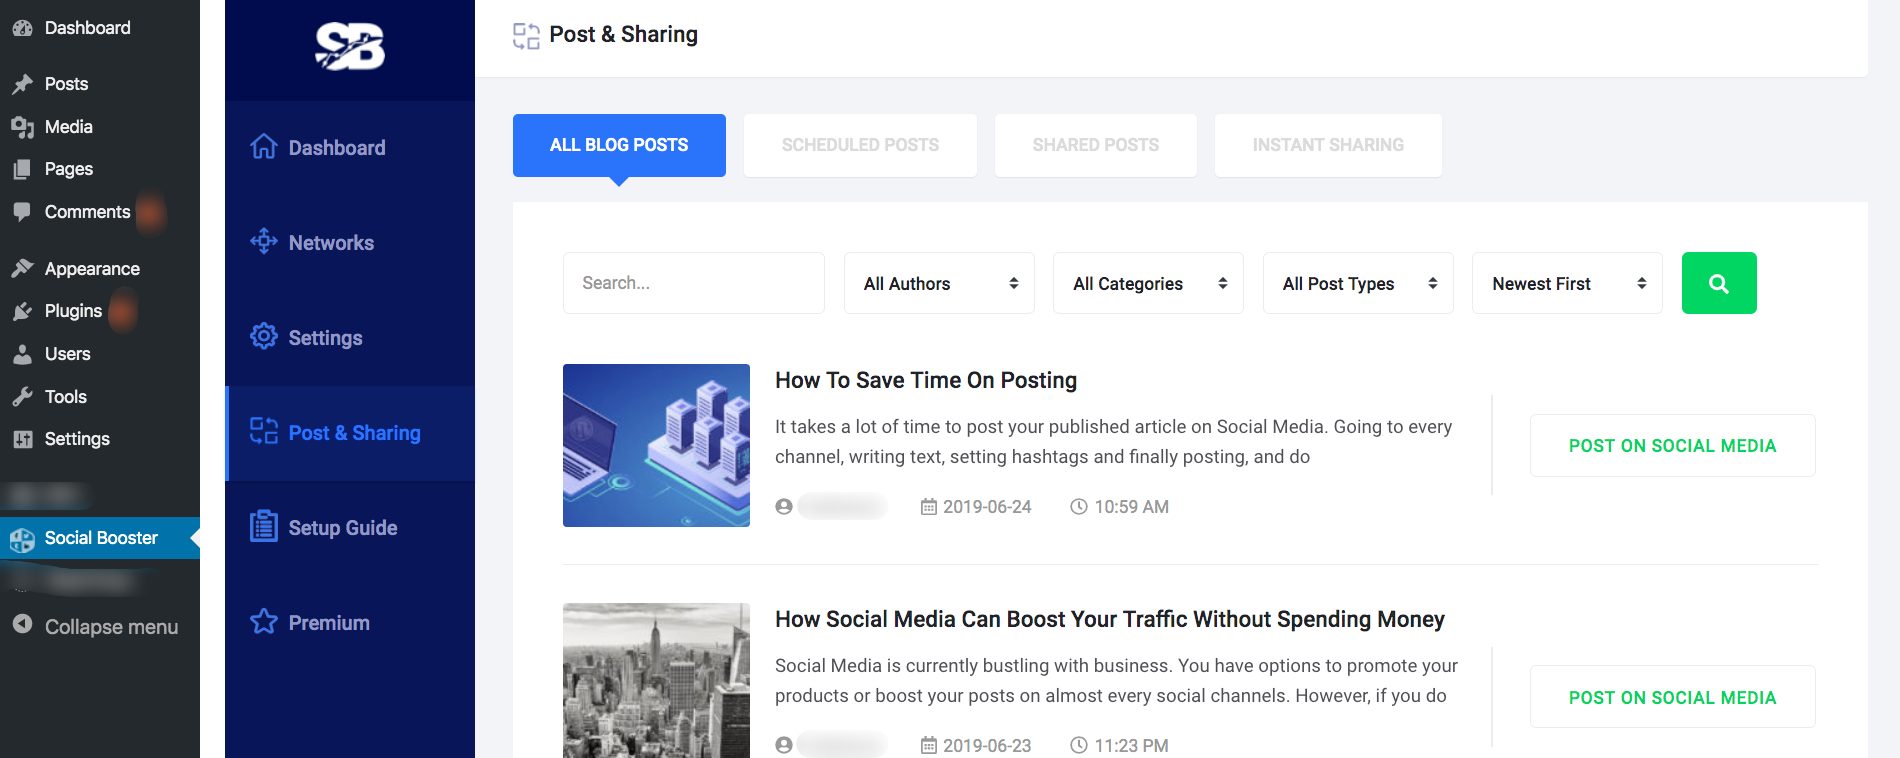 Dashboard
Posts
Media
Pages
Comments
Appearance
Plugins
Users
Tools
Settings
Social Booster
Collapse menu
SB
Dashboard
Networks
Settings
Post & Sharing
Setup Guide
Premium
Post & Sharing
ALL BLOG POSTS
SCHEDULED POSTS
SHARED POSTS
INSTANT SHARING
Search...
All Authors
All Categories
All Post Types
Newest First
How To Save Time On Posting
It takes a lot of time to post your published article on Social Media. Going to every
channel, writing text, setting hashtags and finally posting, and do
2019-06-24
10:59 AM
POST ON SOCIAL MEDIA
How Social Media Can Boost Your Traffic Without Spending Money
Social Media is currently bustling with business. You have options to promote your
products or boost your posts on almost every social channels. However, if you do
2019-06-23
11:23 PM
POST ON SOCIAL MEDIA